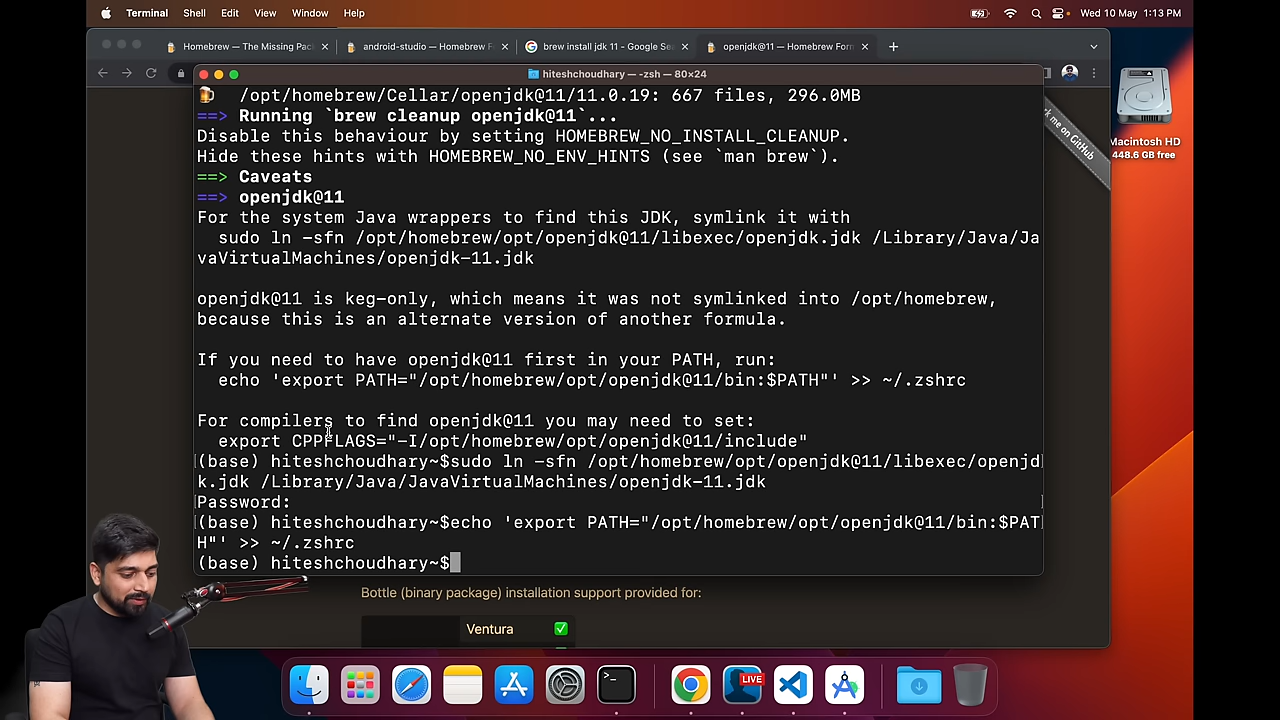 Terminal Shell Edit View Window Help
Wed 10 May 1:13 PM
Homebrew — The Missing Pac
android-studio — Homebrew F
brew install jdk 11 - Google Se
openjdk@11 — Homebrew For
hiteshchoudhary — -zsh — 80×24
/opt/homebrew/Cellar/openjdk@11/11.0.19: 667 files, 296.0MB
==> Running `brew cleanup openjdk@11`...
Disable this behaviour by setting HOMEBREW_NO_INSTALL_CLEANUP.
Hide these hints with HOMEBREW_NO_ENV_HINTS (see `man brew`).
==> Caveats
==> openjdk@11
For the system Java wrappers to find this JDK, symlink it with
sudo ln -sfn /opt/homebrew/opt/openjdk@11/libexec/openjdk.jdk /Library/Java/Ja
vaVirtualMachines/openjdk-11.jdk
openjdk@11 is keg-only, which means it was not symlinked into /opt/homebrew,
because this is an alternate version of another formula.
If you need to have openjdk@11 first in your PATH, run:
echo 'export PATH="/opt/homebrew/opt/openjdk@11/bin:$PATH"' >> ~/.zshrc
For compilers to find openjdk@11 you may need to set:
export CPPFLAGS="-I/opt/homebrew/opt/openjdk@11/include"
(base) hiteshchoudhary~$sudo ln -sfn /opt/homebrew/opt/openjdk@11/libexec/openjd
k.jdk /Library/Java/JavaVirtualMachines/openjdk-11.jdk
Password:
(base) hiteshchoudhary~$echo 'export PATH="/opt/homebrew/opt/openjdk@11/bin:$PAT
H"' >> ~/.zshrc
(base) hiteshchoudhary~$
k me on GitHub
Macintosh HD
448.6 GB free
Bottle (binary package) installation support provided for:
Ventura
LIVE